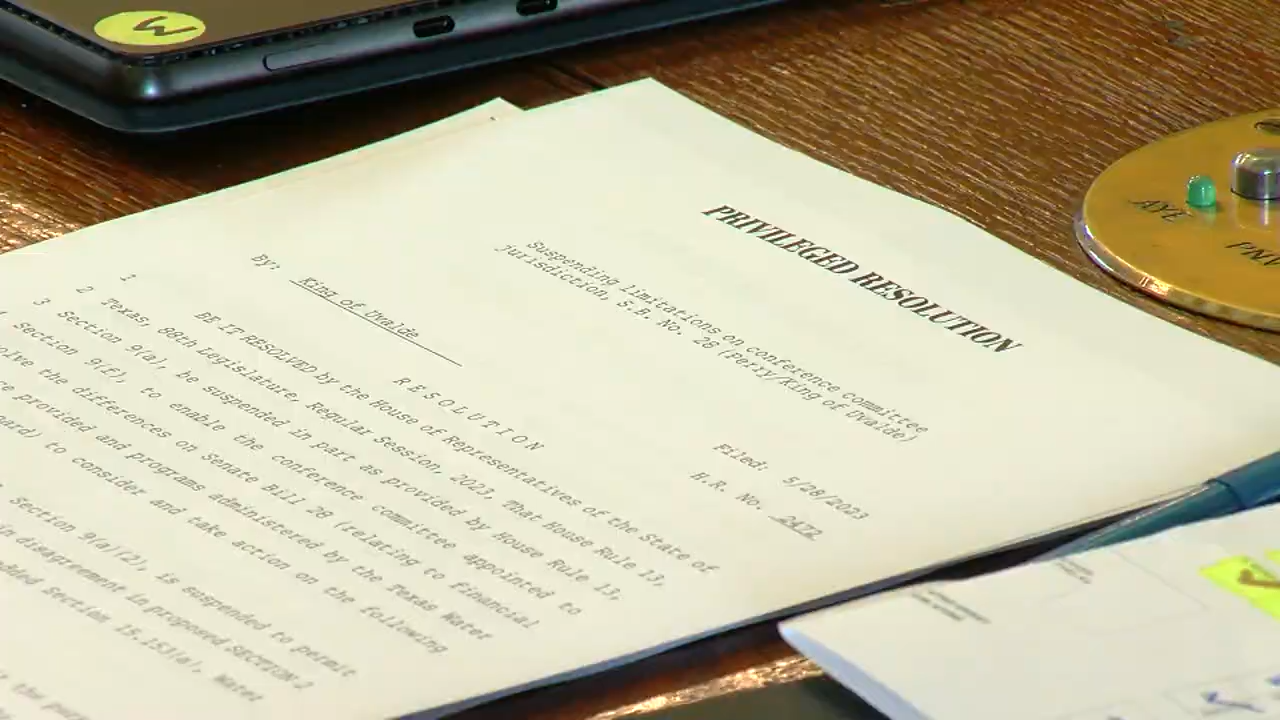 W
PRIVILEGED RESOLUTION
Suspending limitations on conference committee
jurisdiction, S.B. No. 28 (Perry/King of Uvalde)
Filed: 5/28/2023
H.R. No. 2472
By: King of Uvalde
R E S O L U T I O N
1 BE IT RESOLVED by the House of Representatives of the State of
2 Texas, 88th Legislature, Regular Session, 2023, That House Rule 13,
3 Section 9(a), be suspended in part as provided by House Rule 13,
Section 9(f), to enable the conference committee appointed to
the differences on Senate Bill 28 (relating to financial
provided and programs administered by the Texas Water
to consider and take action on the following
Section 9(a)(2), is suspended to permit
in disagreement in proposed SECTION 2
Section 15.153(a), Water
the
AYE
PNV